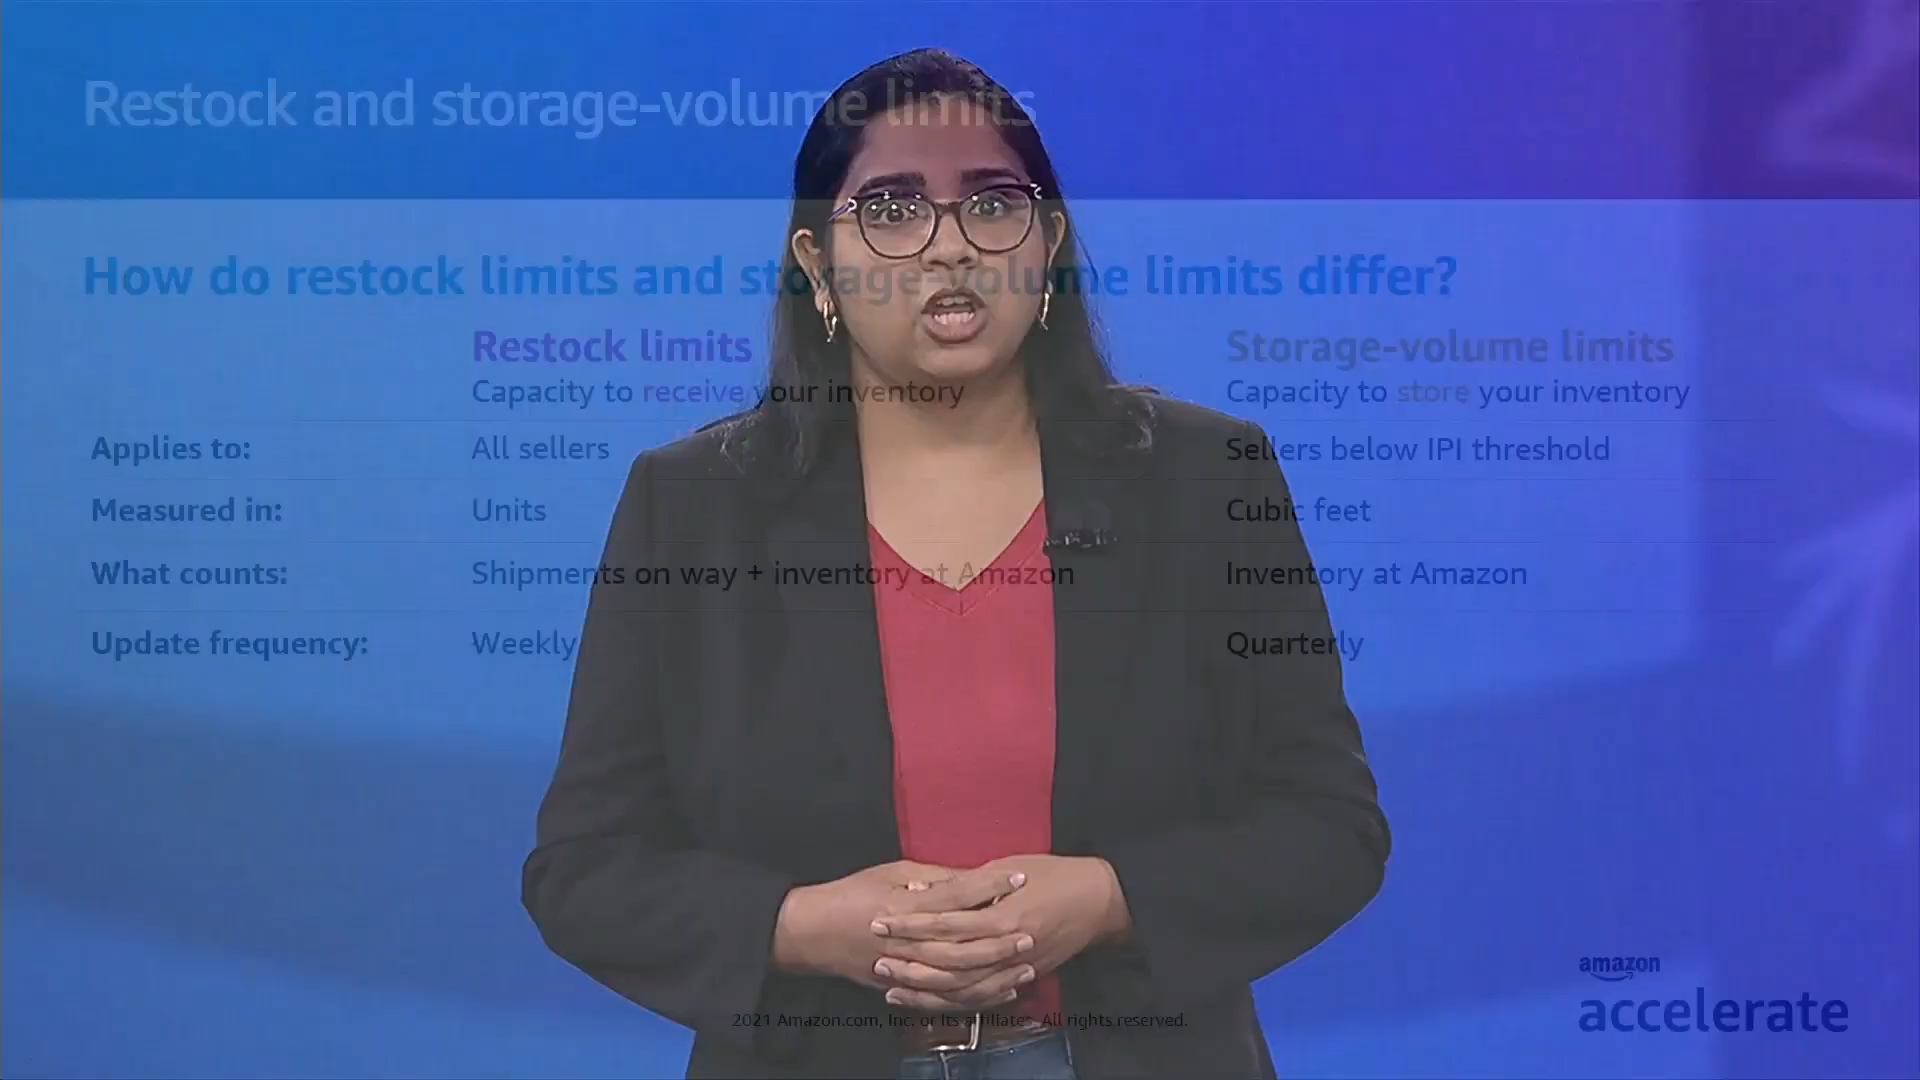 Restock and storage-volume limits
How do restock limits and storage-volume limits differ?
Restock limits Storage-volume limits
Capacity to receive your inventory Capacity to store your inventory
Applies to: All sellers Sellers below IPI threshold
Measured in: Units Cubic feet
What counts: Shipments on way + inventory at Amazon Inventory at Amazon
Update frequency: Weekly Quarterly
2021 Amazon.com, Inc. or its affiliates. All rights reserved.
amazon
accelerate